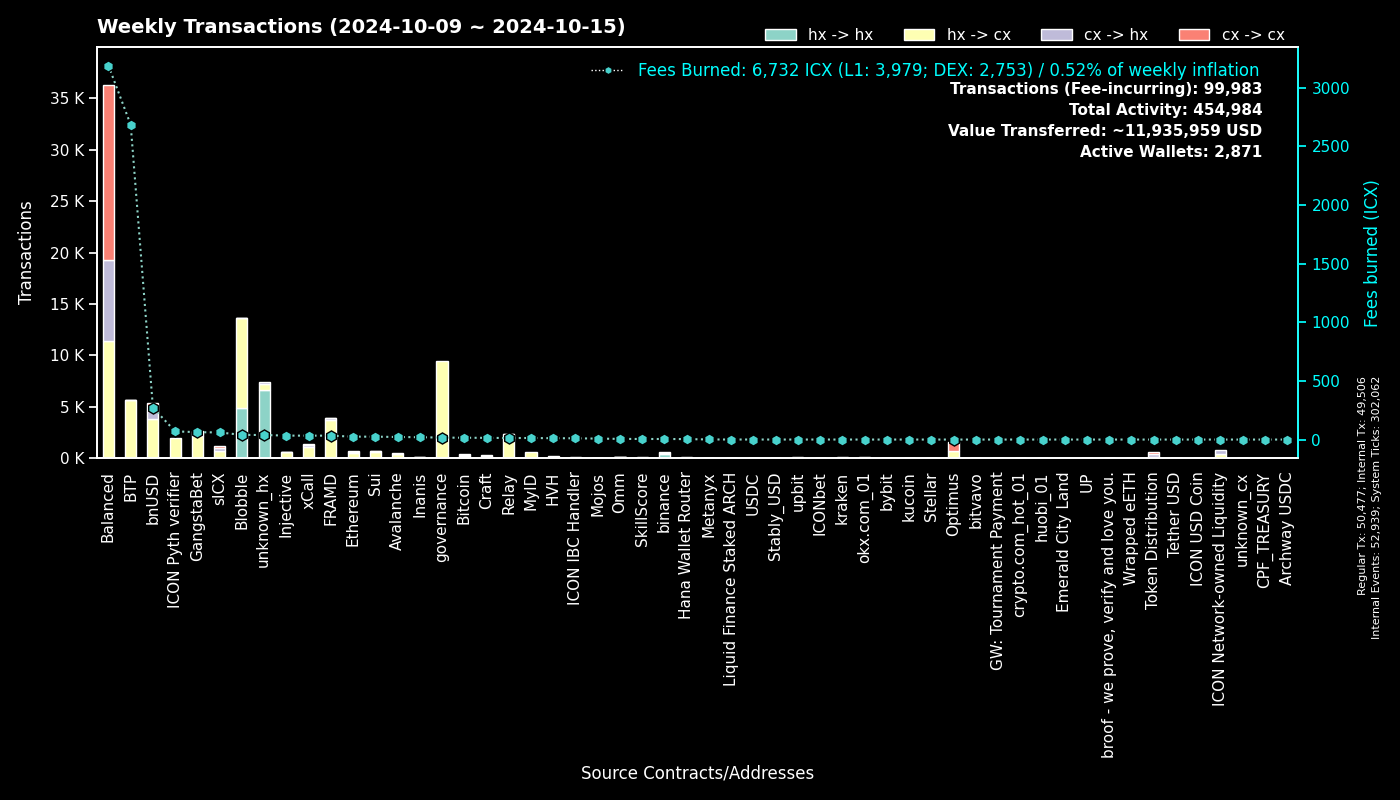 Weekly Transactions (2024-10-09 ~ 2024-10-15)
hx -> hx
hx -> cx
cx -> hx
cx -> cx
Fees Burned: 6,732 ICX (L1: 3,979; DEX: 2,753) / 0.52% of weekly inflation
Transactions (Fee-incurring): 99,983
Total Activity: 454,984
Value Transferred: ~11,935,959 USD
Active Wallets: 2,871
Transactions
35 K
30 K
25 K
20 K
15 K
10 K
5 K
0 K
3000
2500
2000
1500
1000
500
0
Fees burned (ICX)
Regular Tx: 50,477; Internal Tx: 49,506
Internal Events: 52,939; System Ticks: 302,062
Balanced
BTP
bnUSD
ICON Pyth verifier
GangstaBet
sICX
Blobble
unknown_hx
Injective
xCall
FRAMD
Ethereum
Sui
Avalanche
Inanis
governance
Bitcoin
Craft
Relay
MyID
HVH
ICON IBC Handler
Mojos
Omm
SkillScore
binance
Hana Wallet Router
Metanyx
Liquid Finance Staked ARCH
USDC
Stably_USD
upbit
ICONbet
kraken
okx.com_01
bybit
kucoin
Stellar
Optimus
bitvavo
GW: Tournament Payment
crypto.com_hot_01
huobi_01
Emerald City Land
UP
broof - we prove, verify and love you.
Wrapped eETH
Token Distribution
Tether USD
ICON USD Coin
ICON Network-owned Liquidity
unknown_cx
CPF_TREASURY
Archway USDC
Source Contracts/Addresses